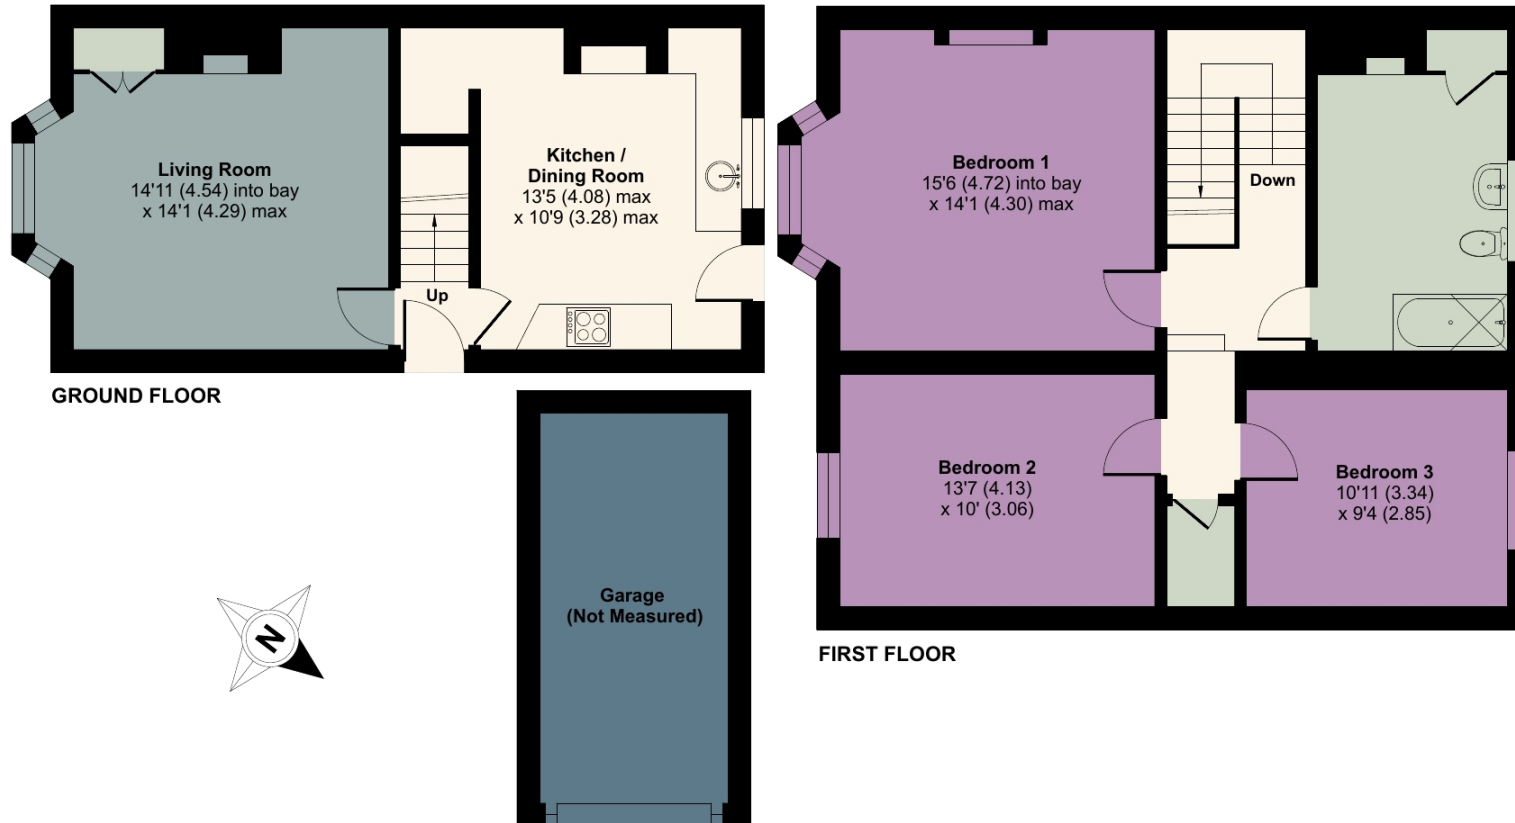 Living Room
14'11 (4.54) into bay
x 14'1 (4.29) max
Kitchen /
Dining Room
13'5 (4.08) max
x 10'9 (3.28) max
Up
GROUND FLOOR
Bedroom 1
15'6 (4.72) into bay
x 14'1 (4.30) max
Down
Bedroom 2
13'7 (4.13)
x 10' (3.06)
Bedroom 3
10'11 (3.34)
x 9'4 (2.85)
FIRST FLOOR
Garage
(Not Measured)
N